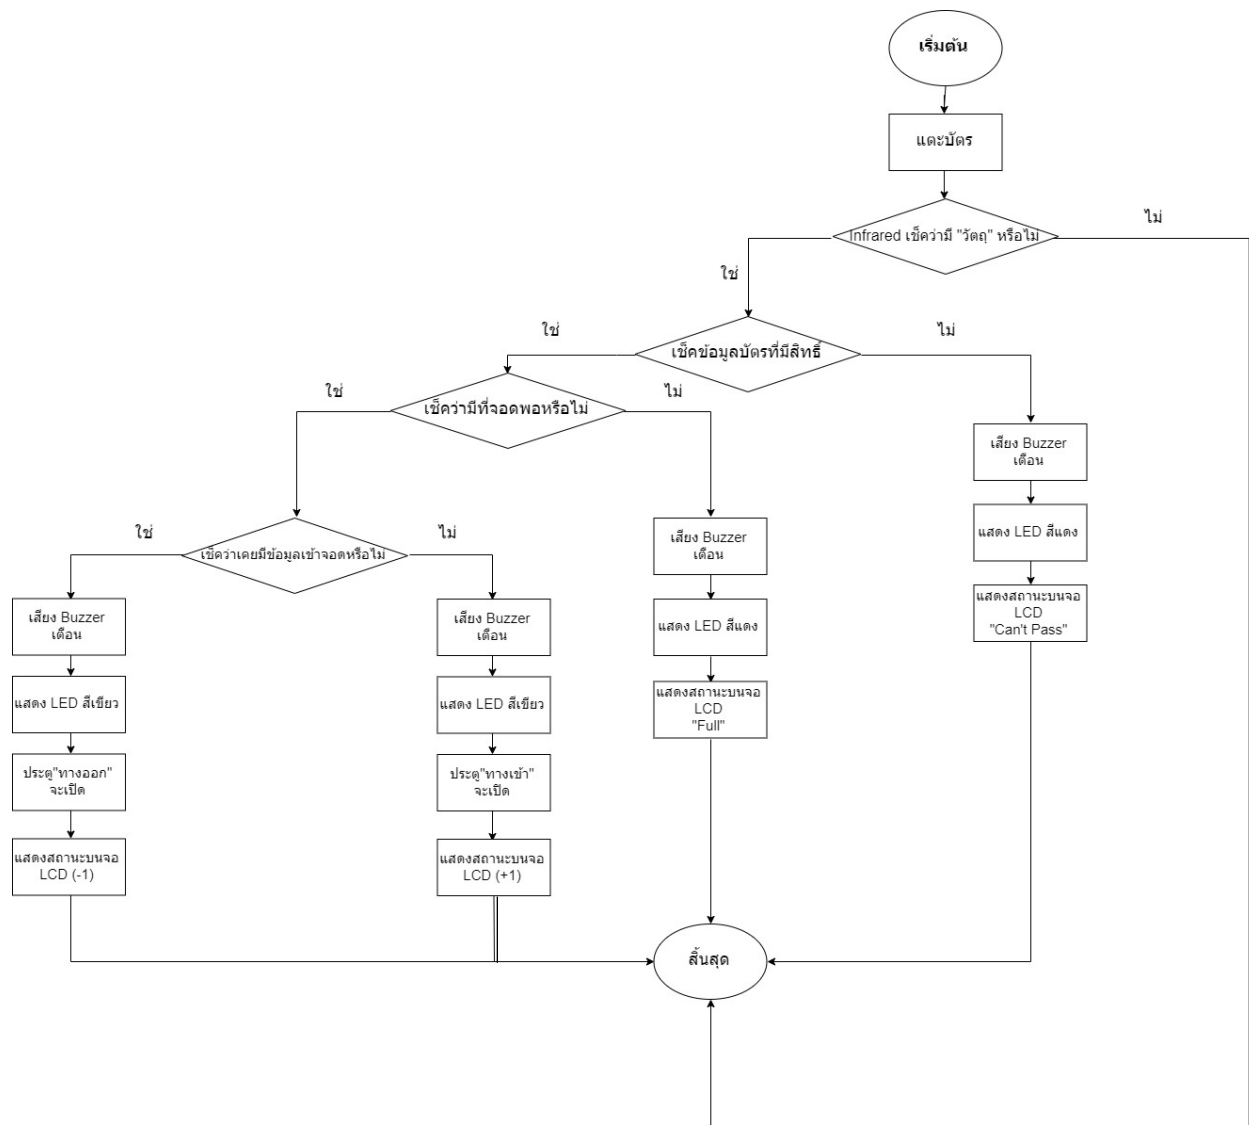 เริ่มต้น
แตะบัตร
Infrared เช็คว่ามี "วัตถุ" หรือไม่
ไม่
ใช่
เช็คข้อมูลบัตรที่มีสิทธิ์
ใช่
ไม่
เช็คว่ามีที่จอดพอหรือไม่
ใช่
ไม่
เสียง Buzzer
เตือน
แสดง LED สีแดง
แสดงสถานะบนจอ
LCD
"Can't Pass"
เช็คว่าเคยมีข้อมูลเข้าจอดหรือไม่
ใช่
ไม่
เสียง Buzzer
เตือน
แสดง LED สีแดง
แสดงสถานะบนจอ
LCD
"Full"
เสียง Buzzer
เตือน
แสดง LED สีเขียว
ประตู"ทางออก"
จะเปิด
แสดงสถานะบนจอ
LCD (-1)
เสียง Buzzer
เตือน
แสดง LED สีเขียว
ประตู"ทางเข้า"
จะเปิด
แสดงสถานะบนจอ
LCD (+1)
สิ้นสุด